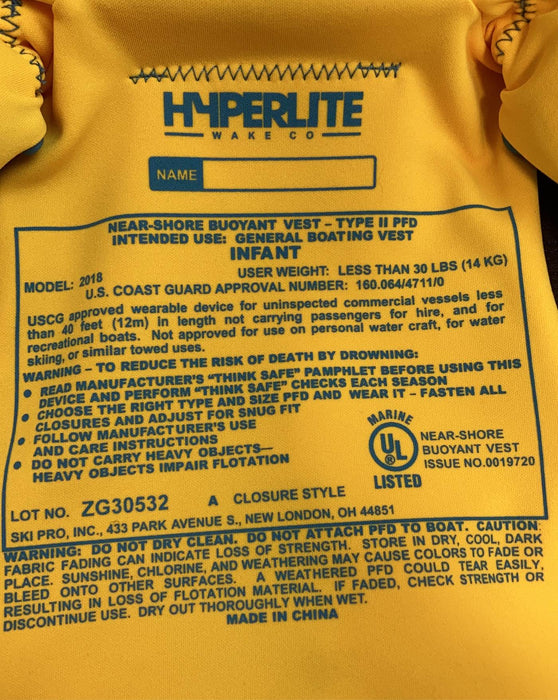 HYPERLITE
WAKE CO
NAME
NEAR-SHORE BUOYANT VEST – TYPE II PFD
INTENDED USE: GENERAL BOATING VEST
INFANT
MODEL: 2018
USER WEIGHT: LESS THAN 30 LBS (14 KG)
U.S. COAST GUARD APPROVAL NUMBER: 160.064/4711/0
USCG approved wearable device for uninspected commercial vessels less
than 40 feet (12m) in length not carrying passengers for hire, and for
recreational boats. Not approved for use on personal water craft, for water
skiing, or similar towed uses.
WARNING – TO REDUCE THE RISK OF DEATH BY DROWNING:
• READ MANUFACTURER'S "THINK SAFE" PAMPHLET BEFORE USING THIS
DEVICE AND PERFORM "THINK SAFE" CHECKS EACH SEASON
• CHOOSE THE RIGHT TYPE AND SIZE PFD AND WEAR IT – FASTEN ALL
CLOSURES AND ADJUST FOR SNUG FIT
• FOLLOW MANUFACTURER'S USE
AND CARE INSTRUCTIONS
• DO NOT CARRY HEAVY OBJECTS—
HEAVY OBJECTS IMPAIR FLOTATION
MARINE
UL
®
LISTED
NEAR-SHORE
BUOYANT VEST
ISSUE NO.0019720
LOT NO. ZG30532 A CLOSURE STYLE
SKI PRO, INC., 433 PARK AVENUE S., NEW LONDON, OH 44851
WARNING: DO NOT DRY CLEAN. DO NOT ATTACH PFD TO BOAT. CAUTION:
FABRIC FADING CAN INDICATE LOSS OF STRENGTH. STORE IN DRY, COOL, DARK
PLACE. SUNSHINE, CHLORINE, AND WEATHERING MAY CAUSE COLORS TO FADE OR
BLEED ONTO OTHER SURFACES. A WEATHERED PFD COULD TEAR EASILY,
RESULTING IN LOSS OF FLOTATION MATERIAL. IF FADED, CHECK STRENGTH OR
DISCONTINUE USE. DRY OUT THOROUGHLY WHEN WET.
MADE IN CHINA